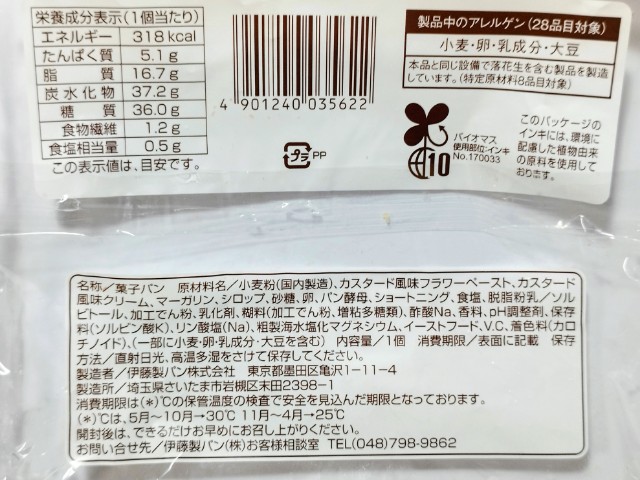 栄養成分表示(1個当たり)
エネルギー 318 kcal
たんぱく質 5.1 g
脂 質 16.7 g
炭水化物 37.2 g
糖 質 36.0 g
食物繊維 1.2 g
食塩相当量 0.5 g
この表示値は、目安です。
4 901240 035622
プラ PP
製品中のアレルゲン(28品目対象)
小麦・卵・乳成分・大豆
本品と同じ設備で落花生を含む製品を製造
しています。(特定原材料8品目対象)
10
バイオマス
使用部位:インキ
No.170033
このパッケージの
インキには、環境に
配慮した植物由来
の原料を使用して
おります。
名称/菓子パン 原材料名/小麦粉(国内製造)、カスタード風味フラワーペースト、カスタード
風味クリーム、マーガリン、シロップ、砂糖、卵、パン酵母、ショートニング、食塩、脱脂粉乳/ソル
ビトール、加工でん粉、乳化剤、糊料(加工でん粉、増粘多糖類)、酢酸Na、香料、pH調整剤、保存
料(ソルビン酸K)、リン酸塩(Na)、粗製海水塩化マグネシウム、イーストフード、V.C、着色料(カロ
チノイド)、(一部に小麦・卵・乳成分・大豆を含む) 内容量/1個 消費期限/表面に記載 保存
方法/直射日光、高温多湿をさけて保存してください。
製造者/伊藤製パン株式会社 東京都墨田区亀沢1-11-4
製造所/埼玉県さいたま市岩槻区末田2398-1
消費期限は(*)℃の保管温度の検査で安全を見込んだ期限となっております。
(*)℃は、5月〜10月→30℃ 11月〜4月→25℃
開封後は、できるだけお早めにお召し上がりください。
お問い合せ先/伊藤製パン(株)お客様相談室 TEL(048)798-9862